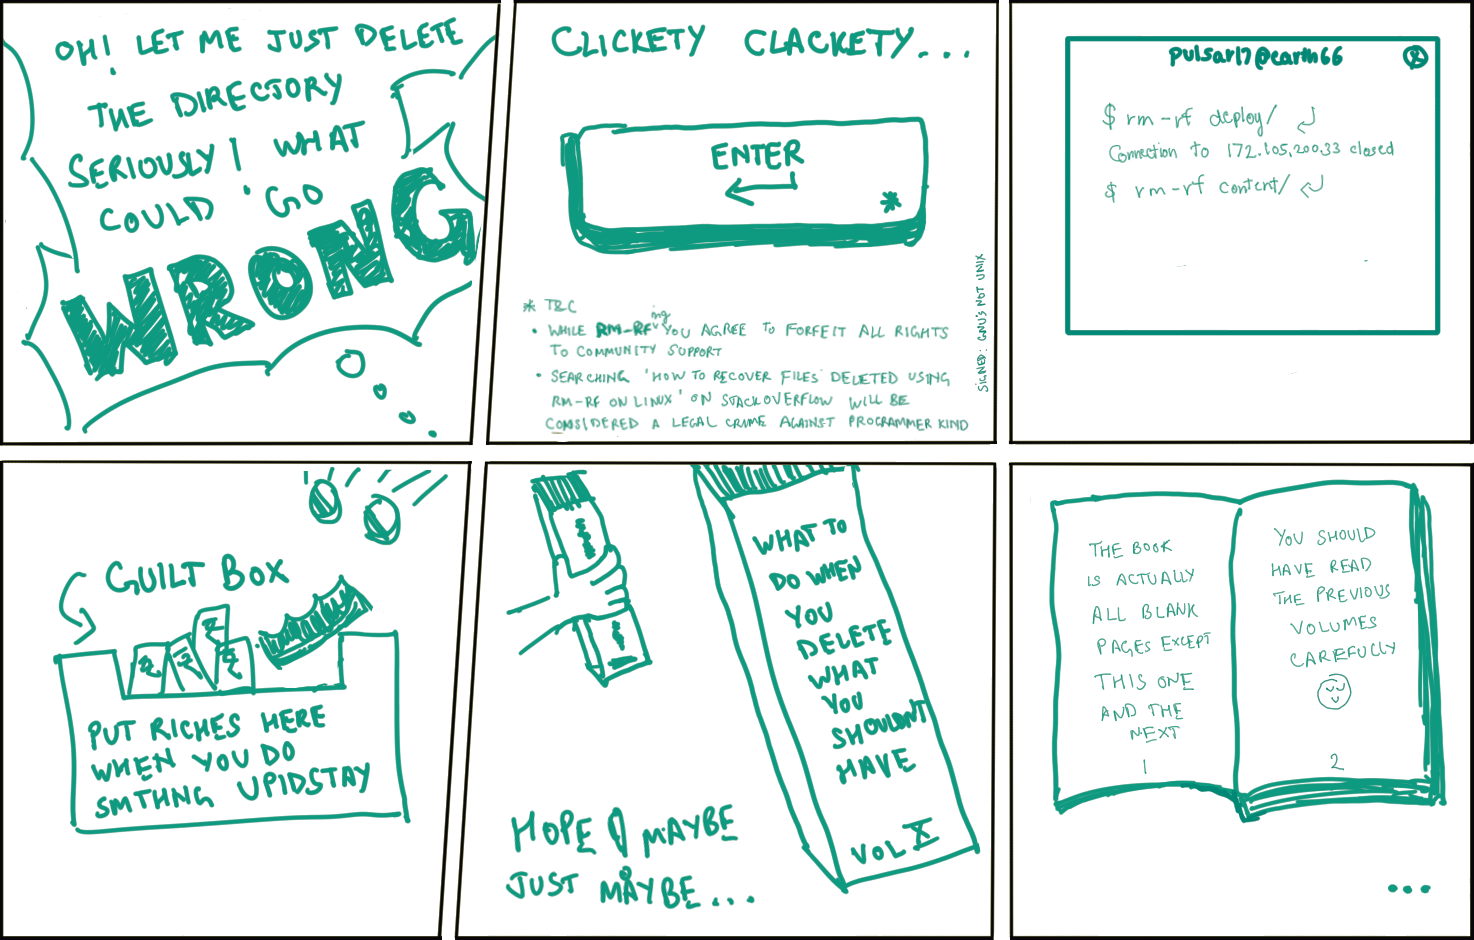 OH! LET ME JUST DELETE
THE DIRECTORY
SERIOUSLY! WHAT
COULD GO
WRONG
CLICKETY CLACKETY...
ENTER
*
* T&C
• WHILE RM-RFing YOU AGREE TO FORFEIT ALL RIGHTS
TO COMMUNITY SUPPORT
• SEARCHING 'HOW TO RECOVER FILES DELETED USING
RM-RF ON LINUX' ON STACKOVERFLOW WILL BE
CONSIDERED A LEGAL CRIME AGAINST PROGRAMMER KIND
SIGNED: GNU'S NOT UNIX
pulsar17@earth66
X
$ rm -rf deploy/
Connection to 172.105.200.33 closed
$ rm -rf content/
GUILT BOX
₹ ₹ ₹ ₹
PUT RICHES HERE
WHEN YOU DO
SMTHNG UPIDSTAY
WHAT TO
DO WHEN
YOU
DELETE
WHAT
YOU
SHOULDN'T
HAVE
VOL X
HOPE MAYBE
JUST MAYBE...
THE BOOK
IS ACTUALLY
ALL BLANK
PAGES EXCEPT
THIS ONE
AND THE
NEXT
1
YOU SHOULD
HAVE READ
THE PREVIOUS
VOLUMES
CAREFULLY
2
...